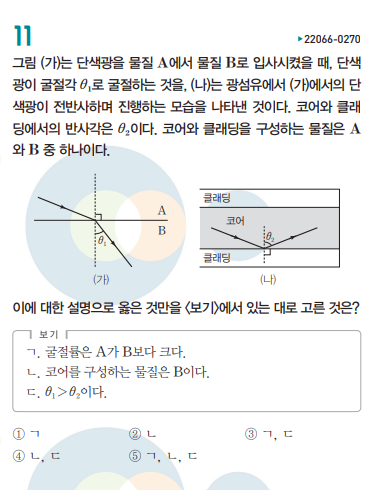 11
▶22066-0270
그림 (가)는 단색광을 물질 A에서 물질 B로 입사시켰을 때, 단색
광이 굴절각 θ₁로 굴절하는 것을, (나)는 광섬유에서 (가)에서의 단
색광이 전반사하며 진행하는 모습을 나타낸 것이다. 코어와 클래
딩에서의 반사각은 θ₂이다. 코어와 클래딩을 구성하는 물질은 A
와 B 중 하나이다.
A
B
θ₁
(가)
클래딩
코어
θ₂
클래딩
(나)
이에 대한 설명으로 옳은 것만을 〈보기〉에서 있는 대로 고른 것은?
보기
ㄱ. 굴절률은 A가 B보다 크다.
ㄴ. 코어를 구성하는 물질은 B이다.
ㄷ. θ₁>θ₂이다.
① ㄱ ② ㄴ ③ ㄱ, ㄷ
④ ㄴ, ㄷ ⑤ ㄱ, ㄴ, ㄷ